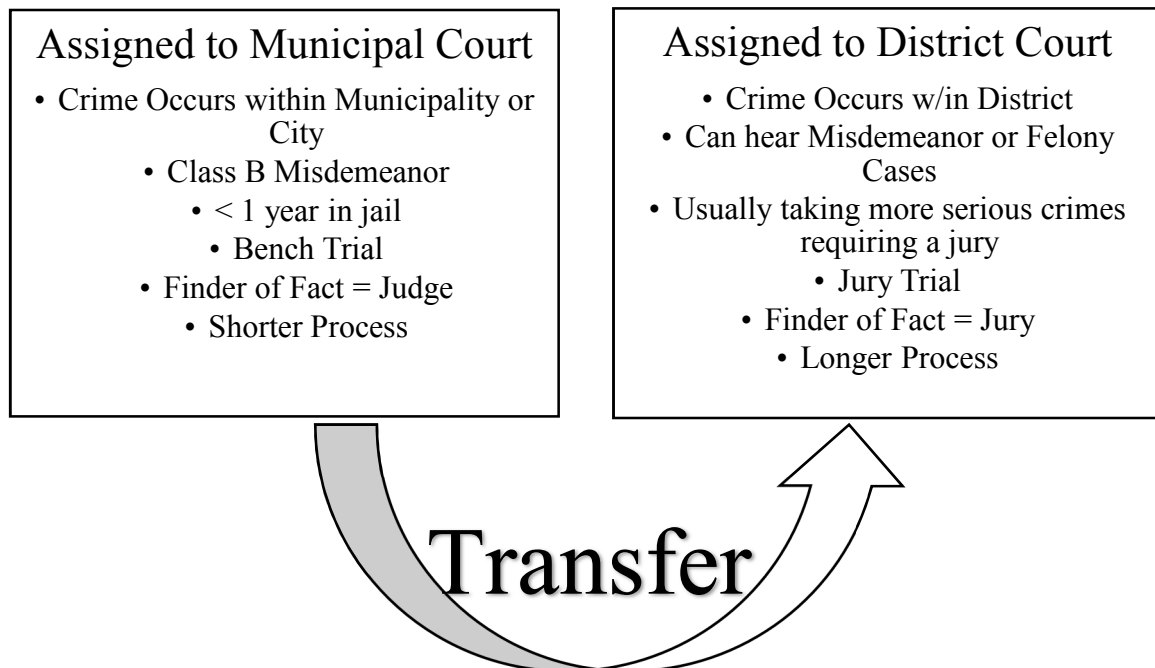 Assigned to Municipal Court
• Crime Occurs within Municipality or
City
• Class B Misdemeanor
• < 1 year in jail
• Bench Trial
• Finder of Fact = Judge
• Shorter Process
Assigned to District Court
• Crime Occurs w/in District
• Can hear Misdemeanor or Felony
Cases
• Usually taking more serious crimes
requiring a jury
• Jury Trial
• Finder of Fact = Jury
• Longer Process
Transfer